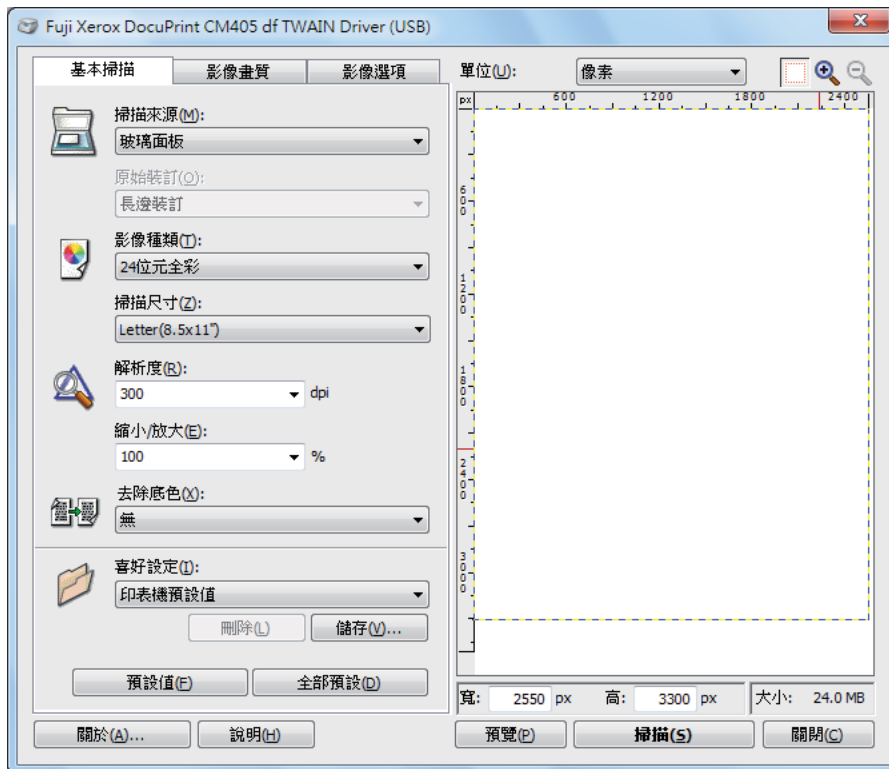 Fuji Xerox DocuPrint CM405 df TWAIN Driver (USB)
基本掃描 影像畫質 影像選項
掃描來源(M):
玻璃面板
原始裝訂(O):
長邊裝訂
影像種類(T):
24位元全彩
掃描尺寸(Z):
Letter(8.5x11")
解析度(R):
300 dpi
縮小/放大(E):
100 %
去除底色(X):
無
喜好設定(I):
印表機預設值
刪除(L) 儲存(V)...
預設值(F) 全部預設(D)
關於(A)... 說明(H)
單位(U): 像素
px 600 1200 1800 2400
600
1200
1800
2400
3000
寬: 2550 px 高: 3300 px 大小: 24.0 MB
預覽(P) 掃描(S) 關閉(C)